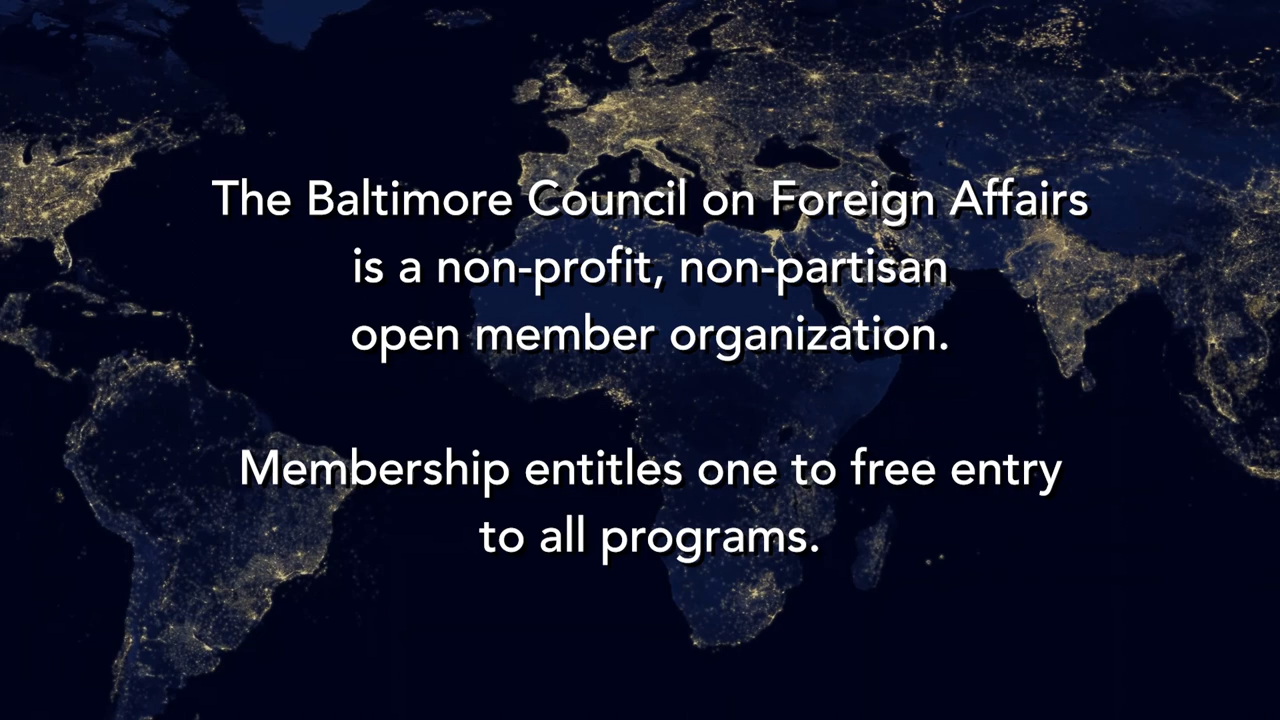 The Baltimore Council on Foreign Affairs
is a non-profit, non-partisan
open member organization.
Membership entitles one to free entry
to all programs.